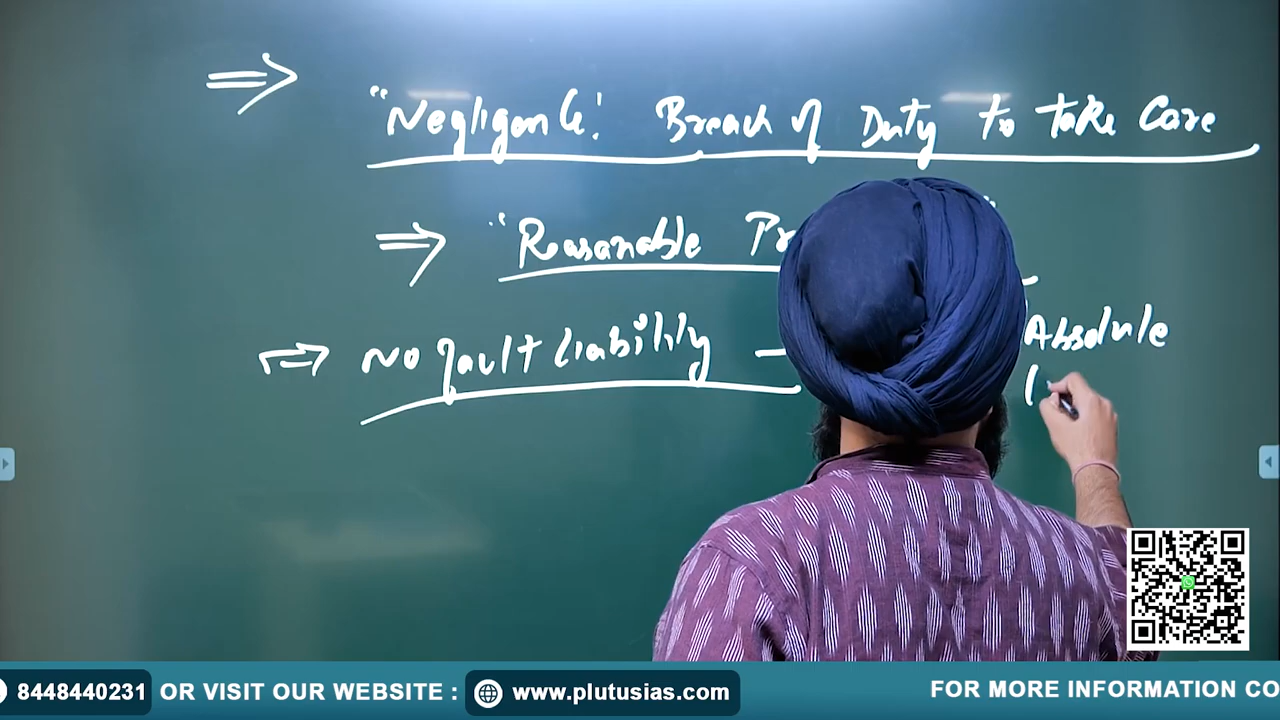 ⇒ "Negligence": Breach of Duty to take Care
⇒ "Reasonable
⇒ No fault liability – Absolute
8448440231 OR VISIT OUR WEBSITE : www.plutusias.com FOR MORE INFORMATION CO